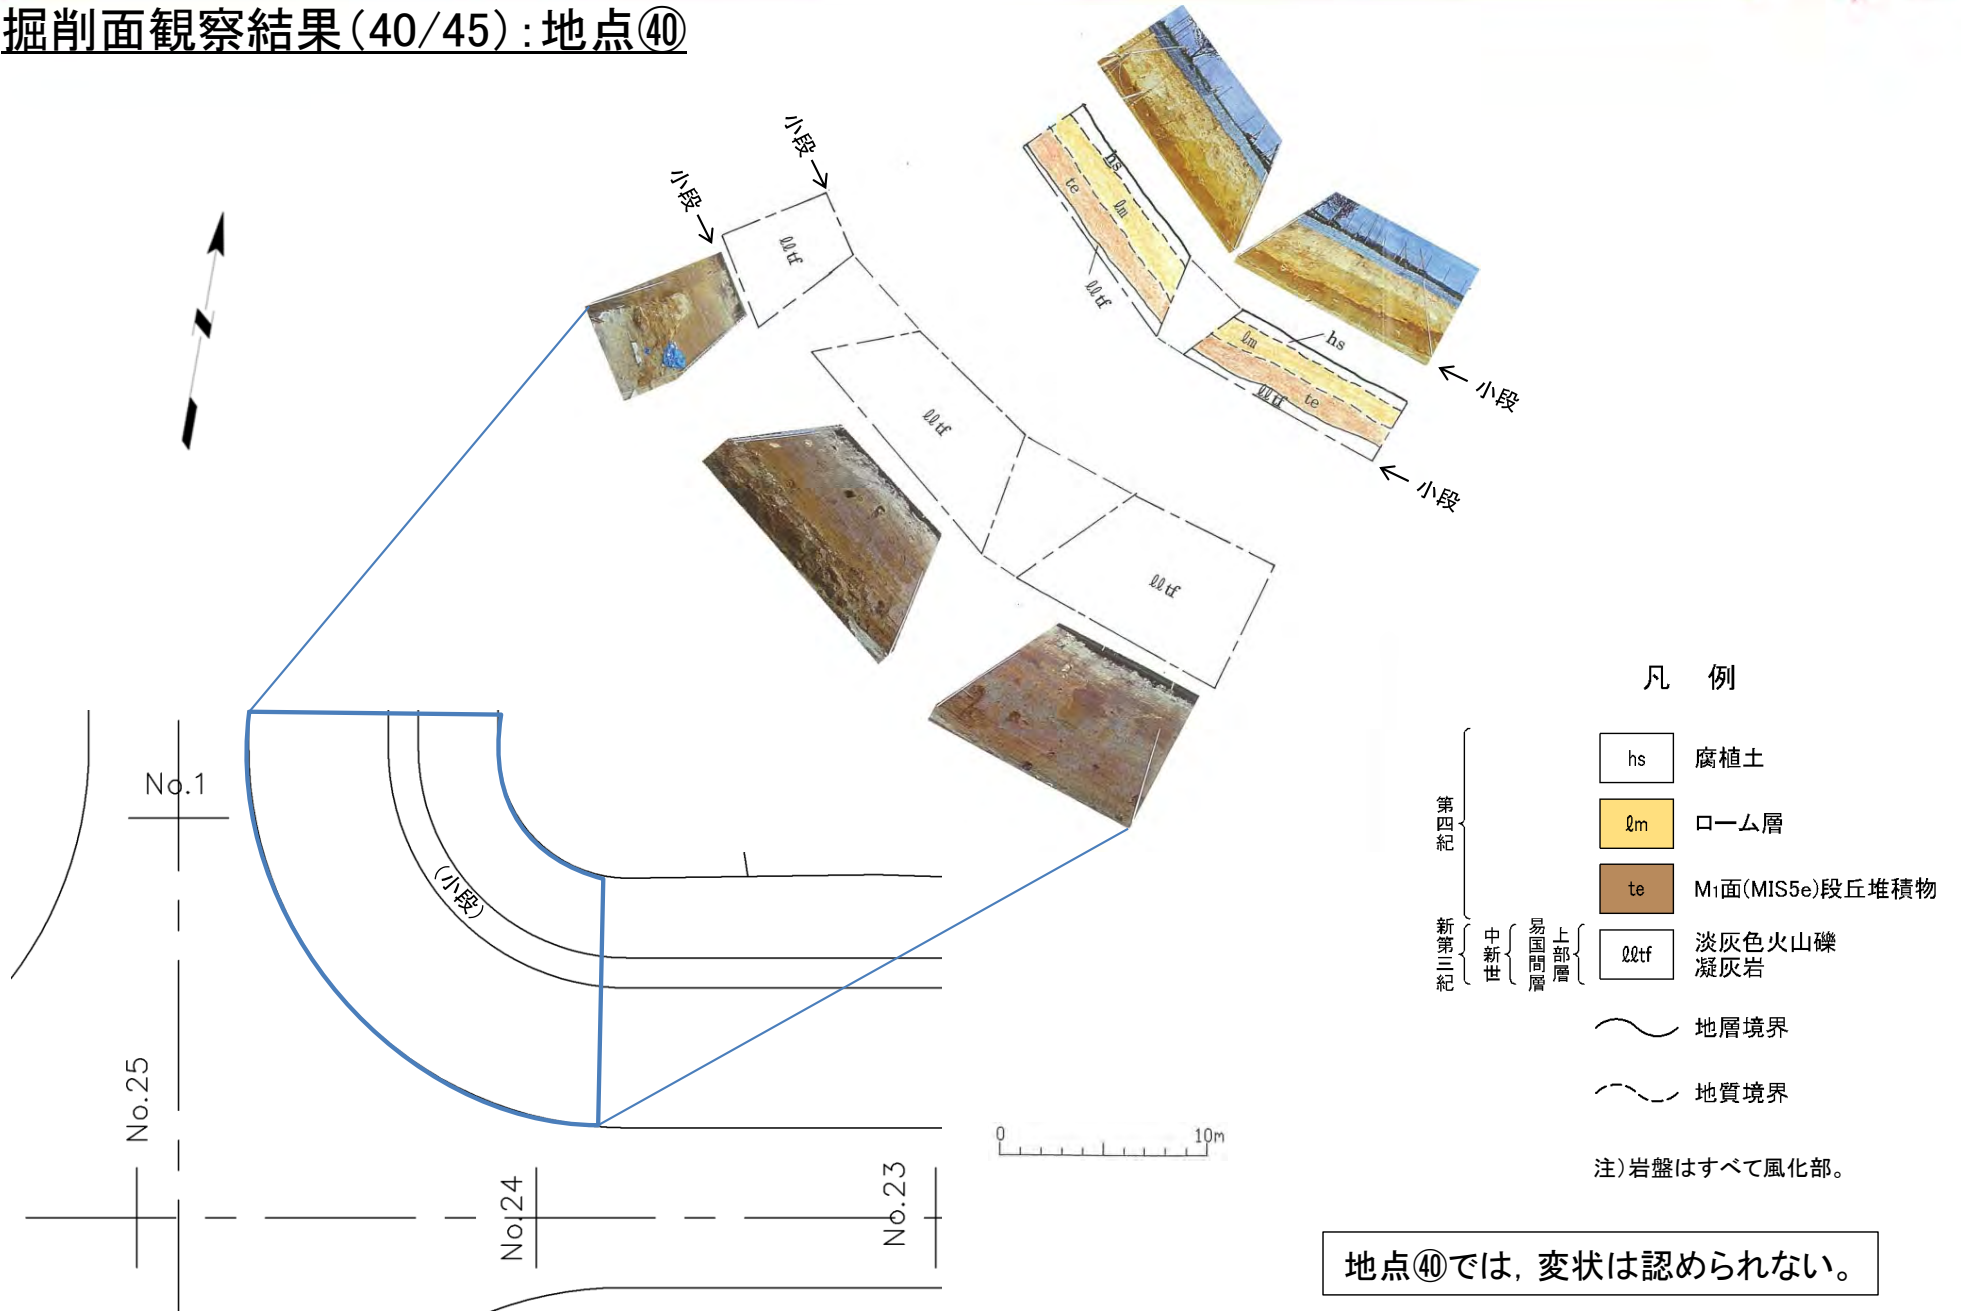 掘削面観察結果(40/45):地点㊵
小段
小段
ℓℓtf
hs
te
ℓm
ℓℓtf
hs
ℓm
ℓℓtf
te
小段
小段
ℓℓtf
ℓℓtf
No.1
(小段)
No.25
No.24
No.23
0
10m
凡 例
第四紀
hs
腐植土
ℓm
ローム層
te
M1面(MIS5e)段丘堆積物
新第三紀
中新世
易国間層
上部層
ℓℓtf
淡灰色火山礫
凝灰岩
地層境界
地質境界
注)岩盤はすべて風化部。
地点㊵では,変状は認められない。